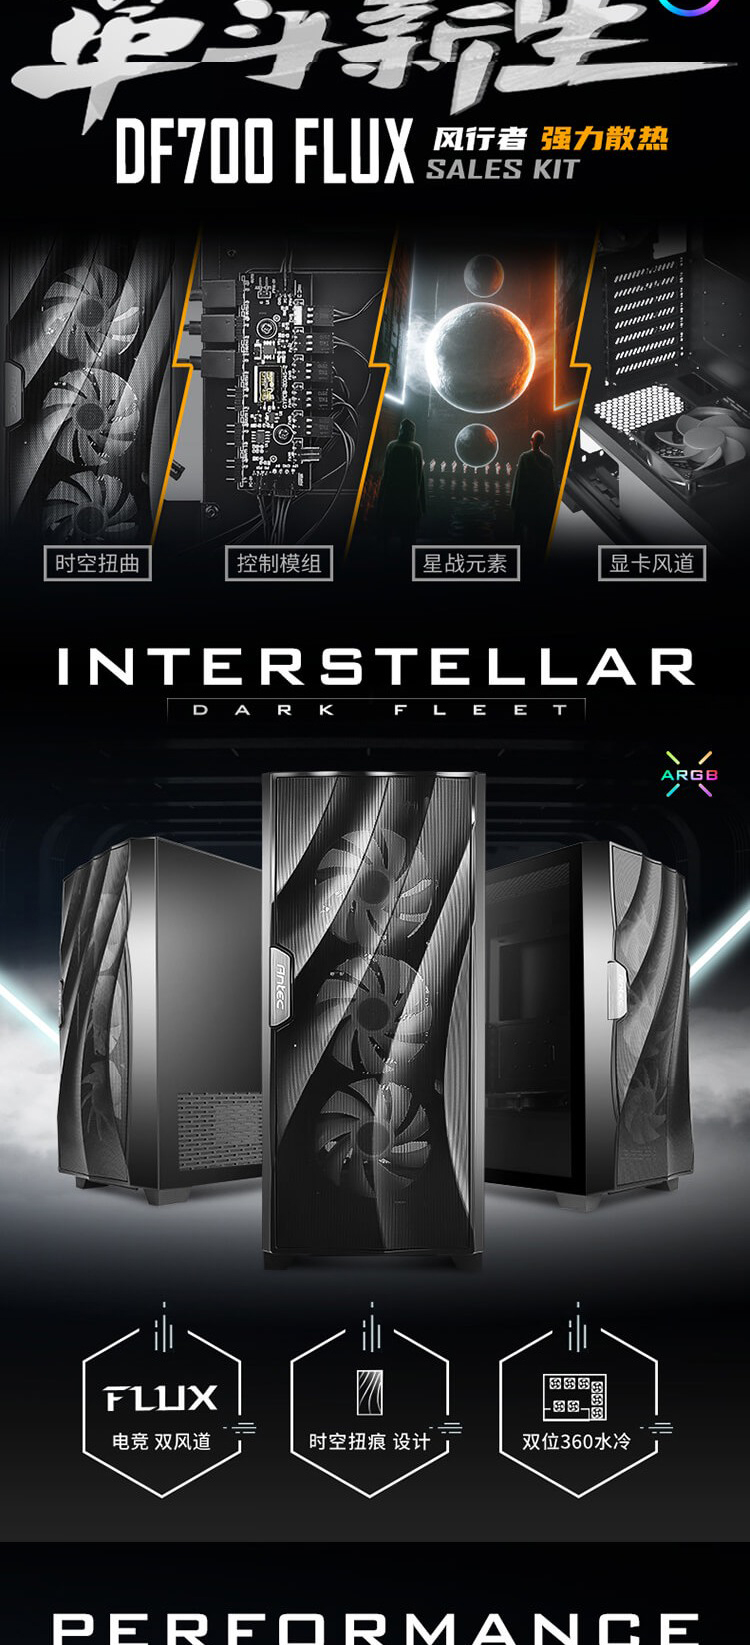 斗新生
DF700 FLUX 风行者 强力散热
SALES KIT
时空扭曲 控制模组 星战元素 显卡风道
INTERSTELLAR
DARK FLEET
ARGB
Antec
FLUX
电竞 双风道 时空扭痕 设计 双位360水冷
PERFORMANCE